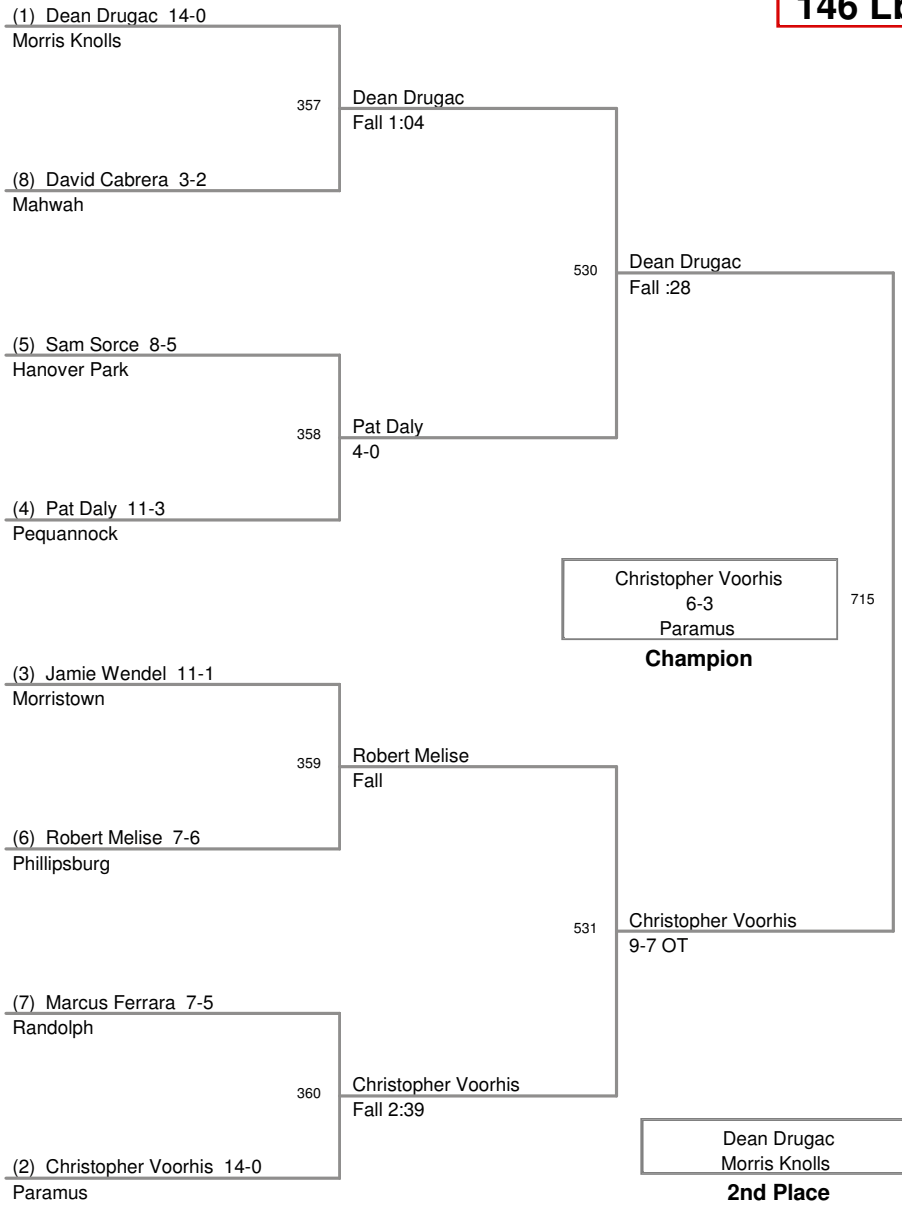 146 Lb
(1) Dean Drugac 14-0
Morris Knolls
357
Dean Drugac
Fall 1:04
(8) David Cabrera 3-2
Mahwah
530
Dean Drugac
Fall :28
(5) Sam Sorce 8-5
Hanover Park
358
Pat Daly
4-0
(4) Pat Daly 11-3
Pequannock
Christopher Voorhis
6-3
Paramus
715
Champion
(3) Jamie Wendel 11-1
Morristown
359
Robert Melise
Fall
(6) Robert Melise 7-6
Phillipsburg
531
Christopher Voorhis
9-7 OT
(7) Marcus Ferrara 7-5
Randolph
360
Christopher Voorhis
Fall 2:39
(2) Christopher Voorhis 14-0
Paramus
Dean Drugac
Morris Knolls
2nd Place